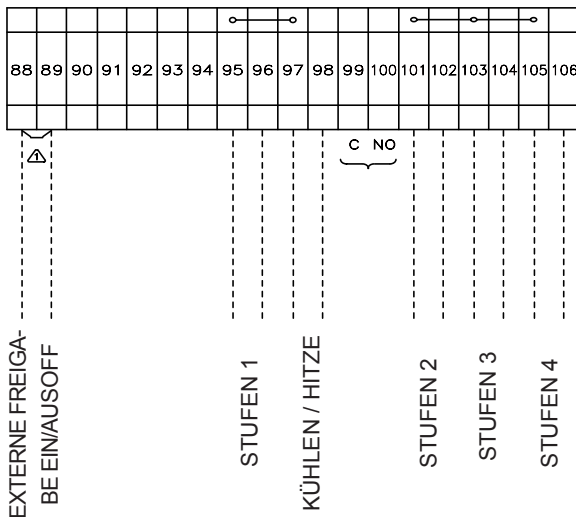 88 89 90 91 92 93 94 95 96 97 98 99 100 101 102 103 104 105 106
1
C NO
EXTERNE FREIGA-
BE EIN/AUSOFF
STUFEN 1
KÜHLEN / HITZE
STUFEN 2
STUFEN 3
STUFEN 4